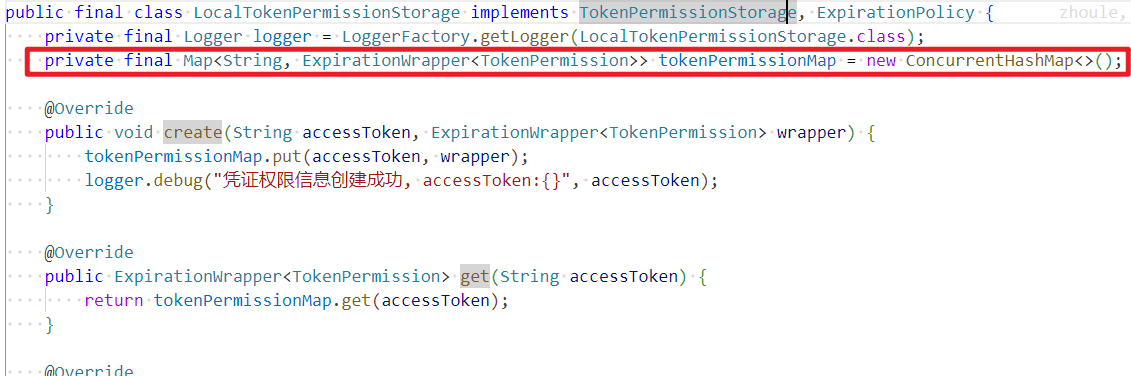 public final class LocalTokenPermissionStorage implements TokenPermissionStorage, ExpirationPolicy { zhoule,
private final Logger logger = LoggerFactory.getLogger(LocalTokenPermissionStorage.class);
private final Map<String, ExpirationWrapper<TokenPermission>> tokenPermissionMap = new ConcurrentHashMap<>();
@Override
public void create(String accessToken, ExpirationWrapper<TokenPermission> wrapper) {
tokenPermissionMap.put(accessToken, wrapper);
logger.debug("凭证权限信息创建成功, accessToken:{}", accessToken);
}
@Override
public ExpirationWrapper<TokenPermission> get(String accessToken) {
return tokenPermissionMap.get(accessToken);
}
@Override